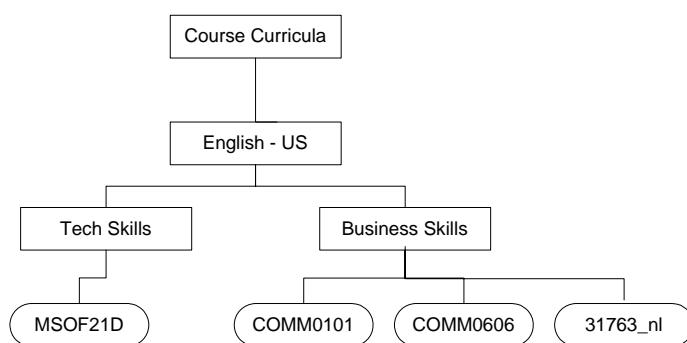 Course Curricula
English - US
Tech Skills
Business Skills
MSOF21D
COMM0101
COMM0606
31763_nl